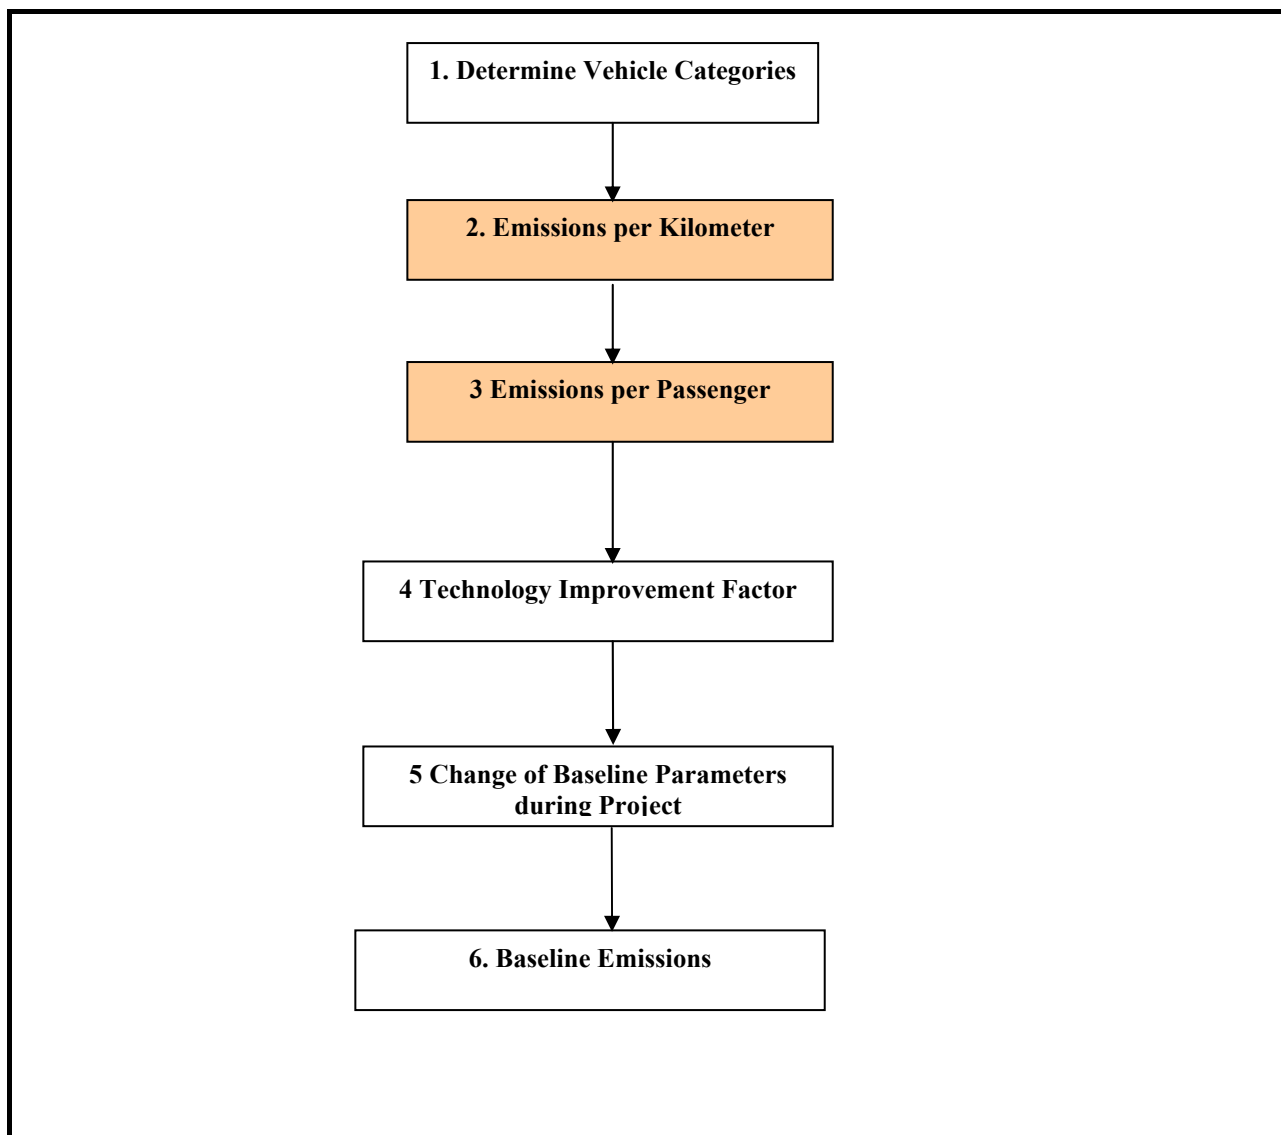 1. Determine Vehicle Categories
2. Emissions per Kilometer
3 Emissions per Passenger
4 Technology Improvement Factor
5 Change of Baseline Parameters
during Project
6. Baseline Emissions